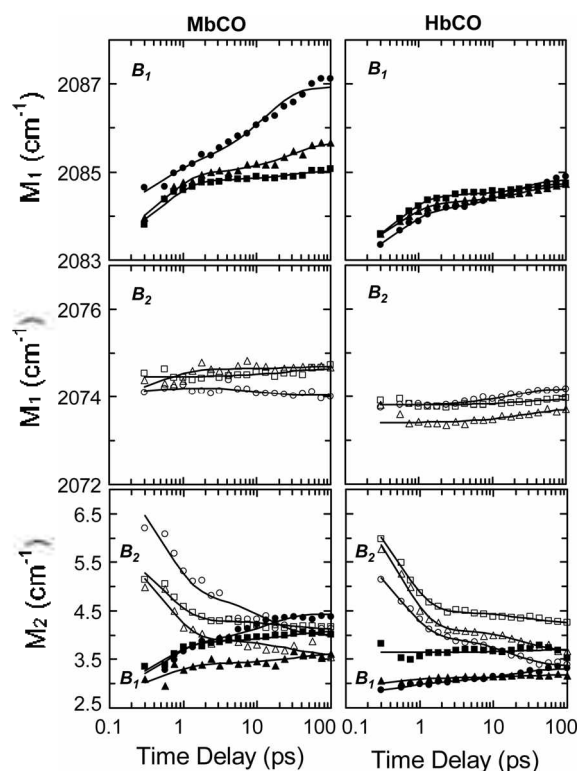 MbCO HbCO
B1 B1
M1 (cm-1)
2087
2085
2083
B2 B2
M1 (cm-1)
2076
2074
2072
M2 (cm-1)
6.5
5.5
4.5
3.5
2.5
B2 B2
B1 B1
0.1 1 10 100 0.1 1 10 100
Time Delay (ps) Time Delay (ps)